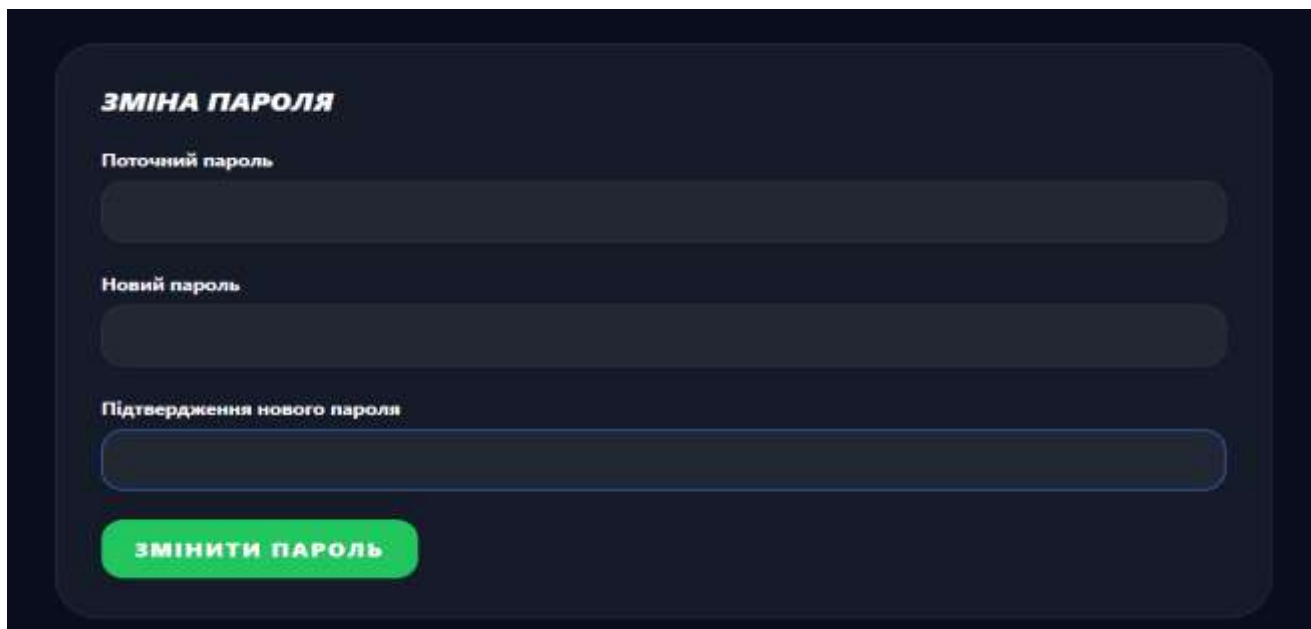 ЗМІНА ПАРОЛЯ
Поточний пароль
Новий пароль
Підтвердження нового пароля
ЗМІНИТИ ПАРОЛЬ